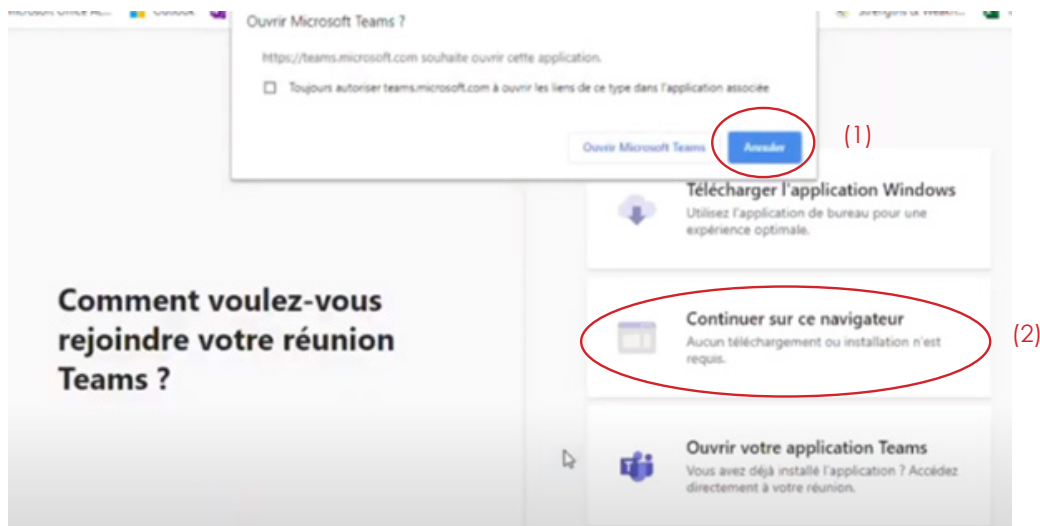 Outlook
Ouvrir Microsoft Teams ?
https://teams.microsoft.com souhaite ouvrir cette application.
Toujours autoriser teams.microsoft.com à ouvrir les liens de ce type dans l'application associée
Ouvrir Microsoft Teams
Annuler
(1)
Télécharger l'application Windows
Utilisez l'application de bureau pour une
expérience optimale.
Comment voulez-vous
rejoindre votre réunion
Teams ?
Continuer sur ce navigateur
Aucun téléchargement ou installation n'est
requis.
(2)
Ouvrir votre application Teams
Vous avez déjà installé l'application ? Accédez
directement à votre réunion.